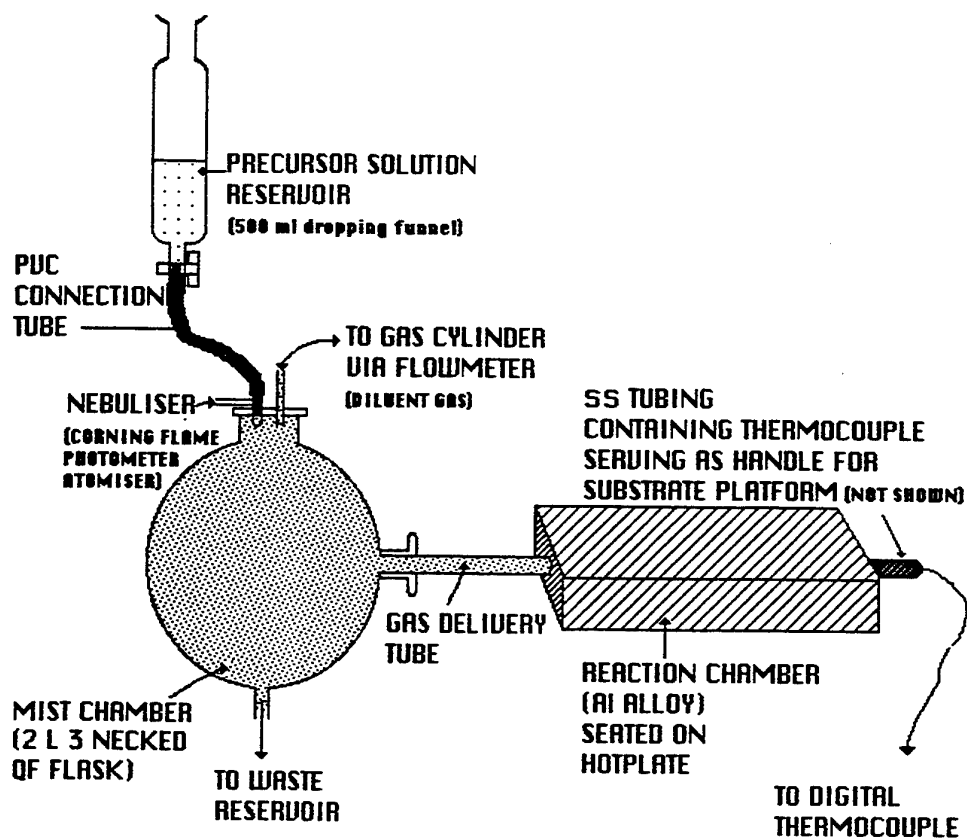 PRECURSOR SOLUTION
RESERVOIR
(500 ml dropping funnel)
PVC
CONNECTION
TUBE
TO GAS CYLINDER
VIA FLOWMETER
(DILUENT GAS)
NEBULISER
(CORNING FLAME
PHOTOMETER
ATOMISER)
SS TUBING
CONTAINING THERMOCOUPLE
SERVING AS HANDLE FOR
SUBSTRATE PLATFORM (NOT SHOWN)
GAS DELIVERY
TUBE
REACTION CHAMBER
(Al ALLOY)
SEATED ON
HOTPLATE
MIST CHAMBER
(2 L 3 NECKED
QF FLASK)
TO WASTE
RESERVOIR
TO DIGITAL
THERMOCOUPLE